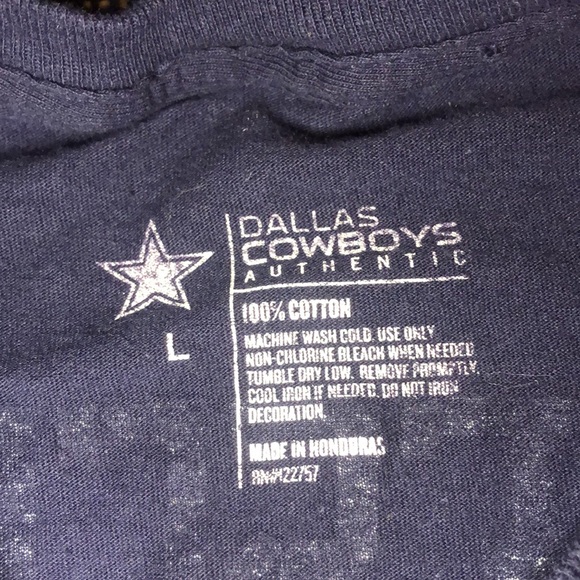 DALLAS
COWBOYS
AUTHENTIC
L
100% COTTON
MACHINE WASH COLD. USE ONLY
NON-CHLORINE BLEACH WHEN NEEDED
TUMBLE DRY LOW. REMOVE PROMPTLY.
COOL IRON IF NEEDED. DO NOT IRON
DECORATION.
MADE IN HONDURAS
RN#122757